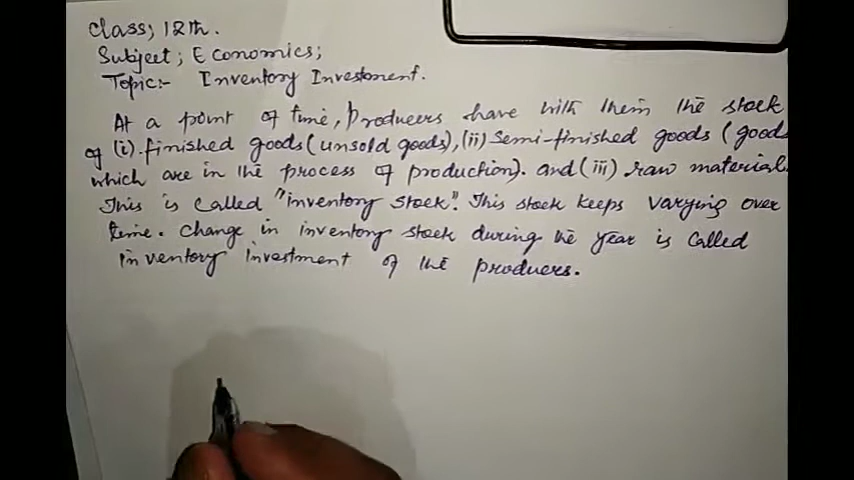 Class; 12th.
Subject; Economics;
Topic:- Inventory Investment.
At a point of time, producers have with them the stock
of (i). finished goods (unsold goods), (ii) Semi-finished goods (goods
which are in the process of production). and (iii) raw material.
This is called "inventory stock". This stock keeps varying over
time. Change in inventory stock during the year is called
inventory investment of the producers.